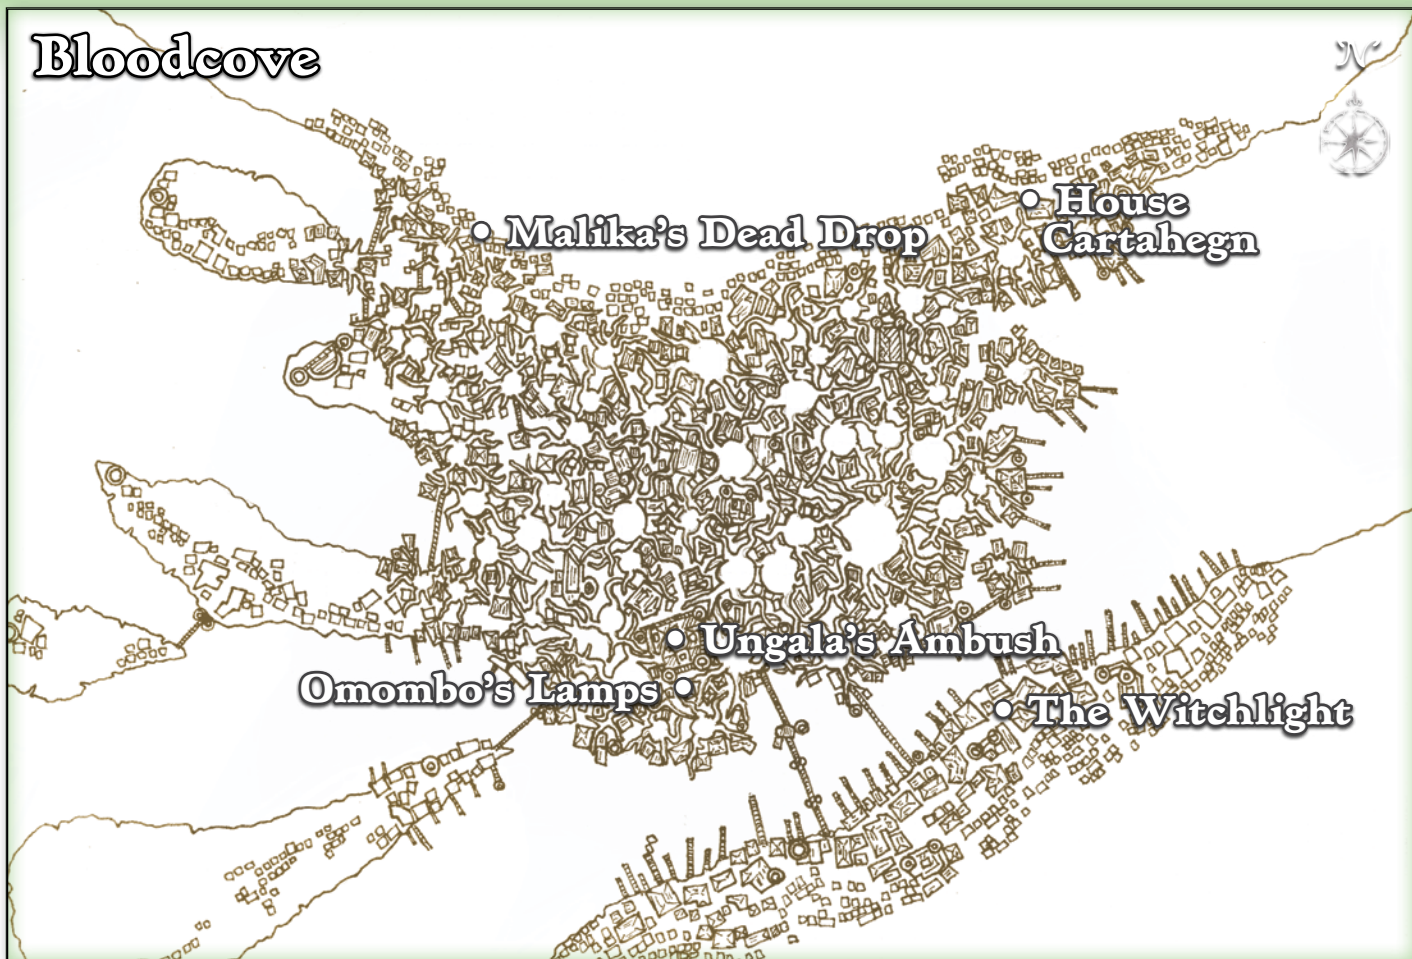 Bloodcove
N
House
Cartahegn
Malika's Dead Drop
Ungala's Ambush
Omombo's Lamps
The Witchlight